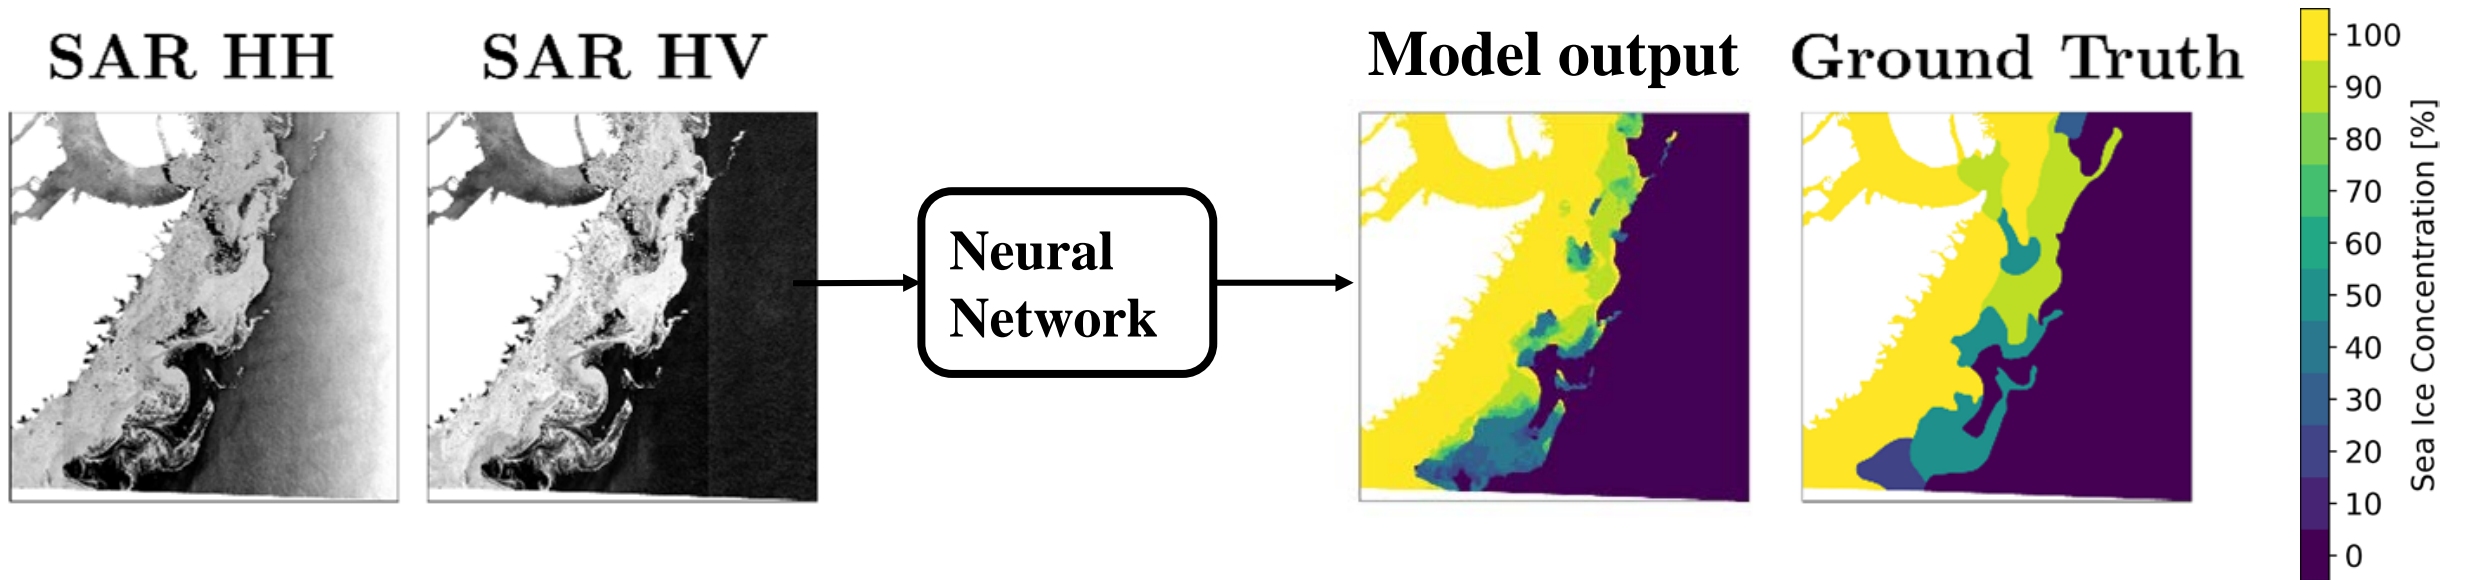 SAR HH
SAR HV
Model output
Ground Truth
Neural
Network
100
90
80
70
60
50
40
30
20
10
0
Sea Ice Concentration [%]